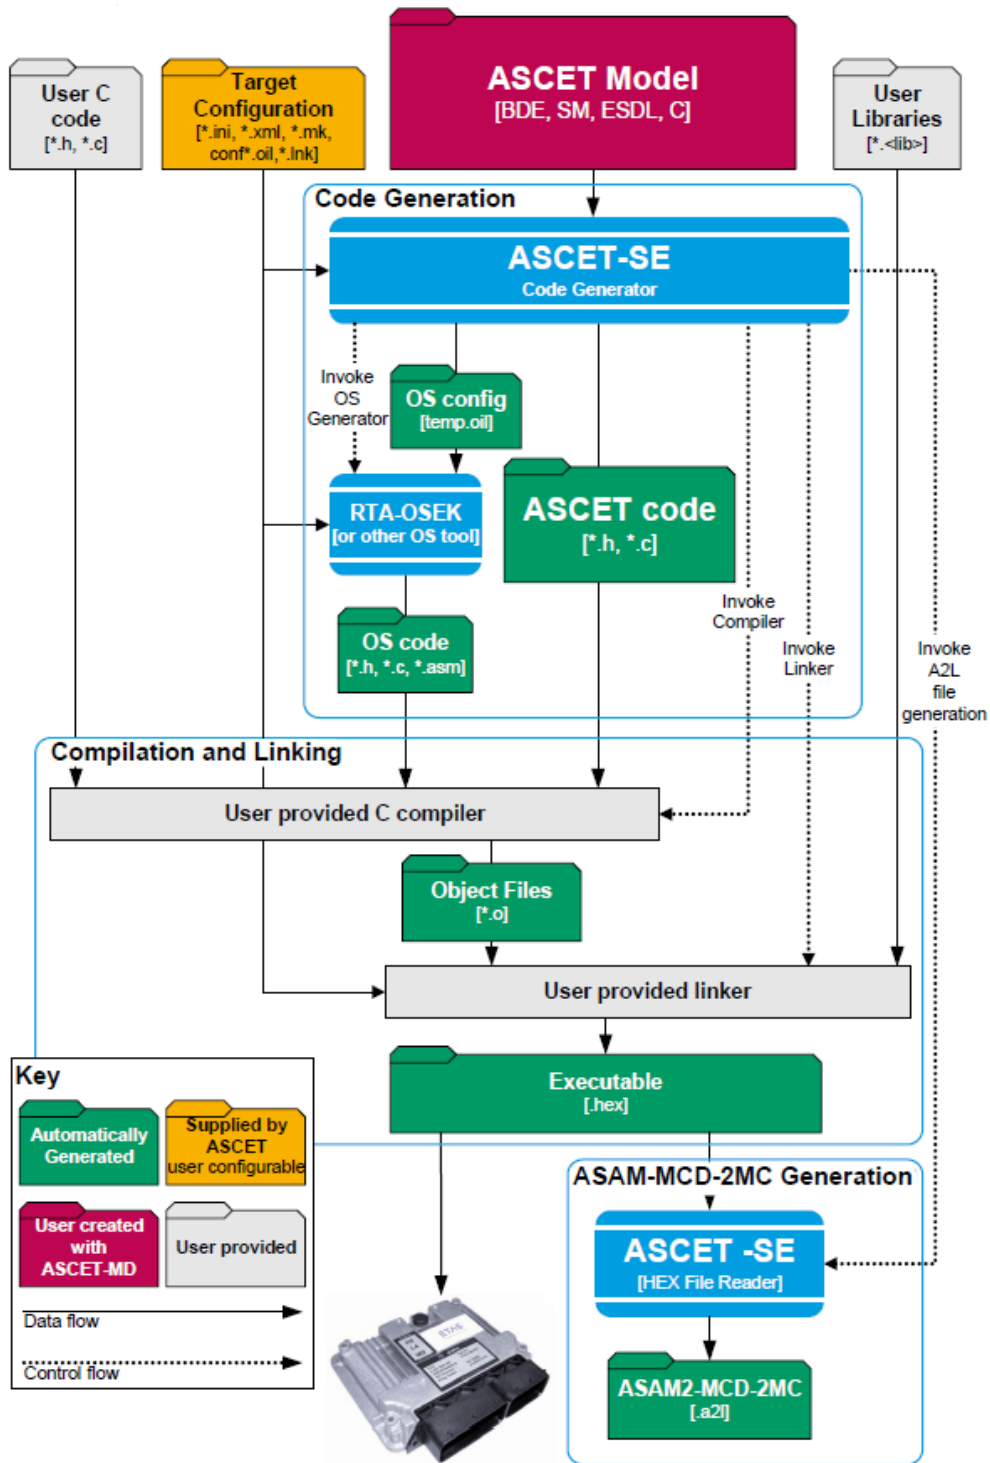 User C
code
[*.h, *.c]
Target
Configuration
[*.ini, *.xml, *.mk,
conf*.oil,*.lnk]
ASCET Model
[BDE, SM, ESDL, C]
User
Libraries
[*.<lib>]
Code Generation
ASCET-SE
Code Generator
Invoke
OS
Generator
OS config
[temp.oil]
RTA-OSEK
[or other OS tool]
ASCET code
[*.h, *.c]
OS code
[*.h, *.c, *.asm]
Invoke
Compiler
Invoke
Linker
Invoke
A2L
file
generation
Compilation and Linking
User provided C compiler
Object Files
[*.o]
User provided linker
Executable
[.hex]
Key
Automatically
Generated
Supplied by
ASCET
user configurable
User created
with
ASCET-MD
User provided
Data flow
Control flow
ASAM-MCD-2MC Generation
ASCET -SE
[HEX File Reader]
ASAM2-MCD-2MC
[.a2l]
ETAS